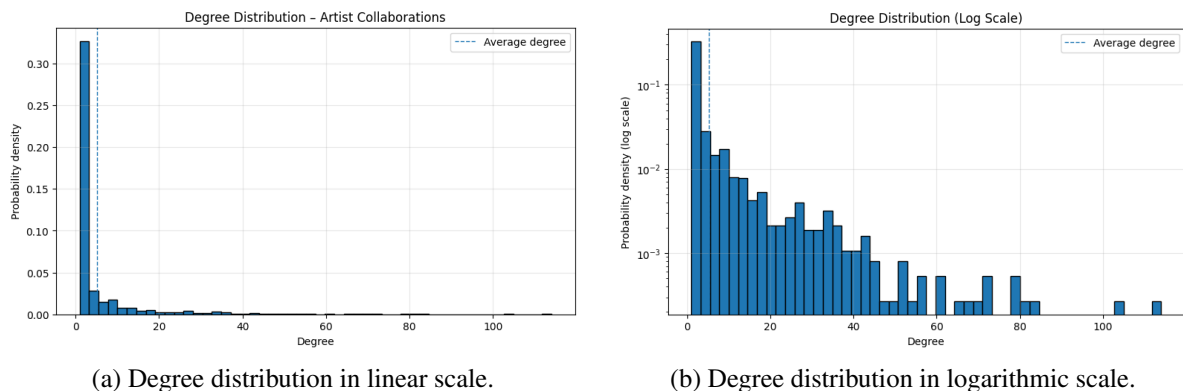 Degree Distribution – Artist Collaborations
Average degree
0.30
0.25
0.20
0.15
0.10
0.05
0.00
Probability density
0 20 40 60 80 100
Degree
(a) Degree distribution in linear scale.
Degree Distribution (Log Scale)
Average degree
10⁻¹
10⁻²
10⁻³
Probability density (log scale)
0 20 40 60 80 100
Degree
(b) Degree distribution in logarithmic scale.